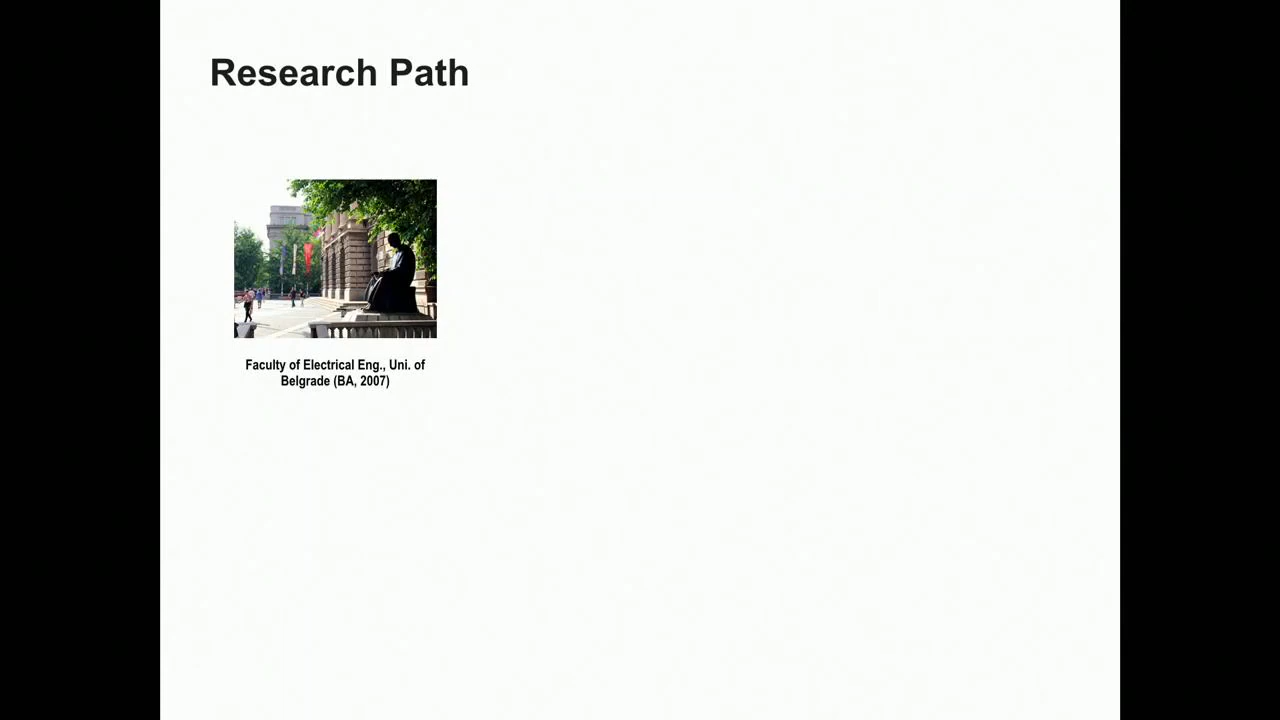 Research Path
Faculty of Electrical Eng., Uni. of
Belgrade (BA, 2007)